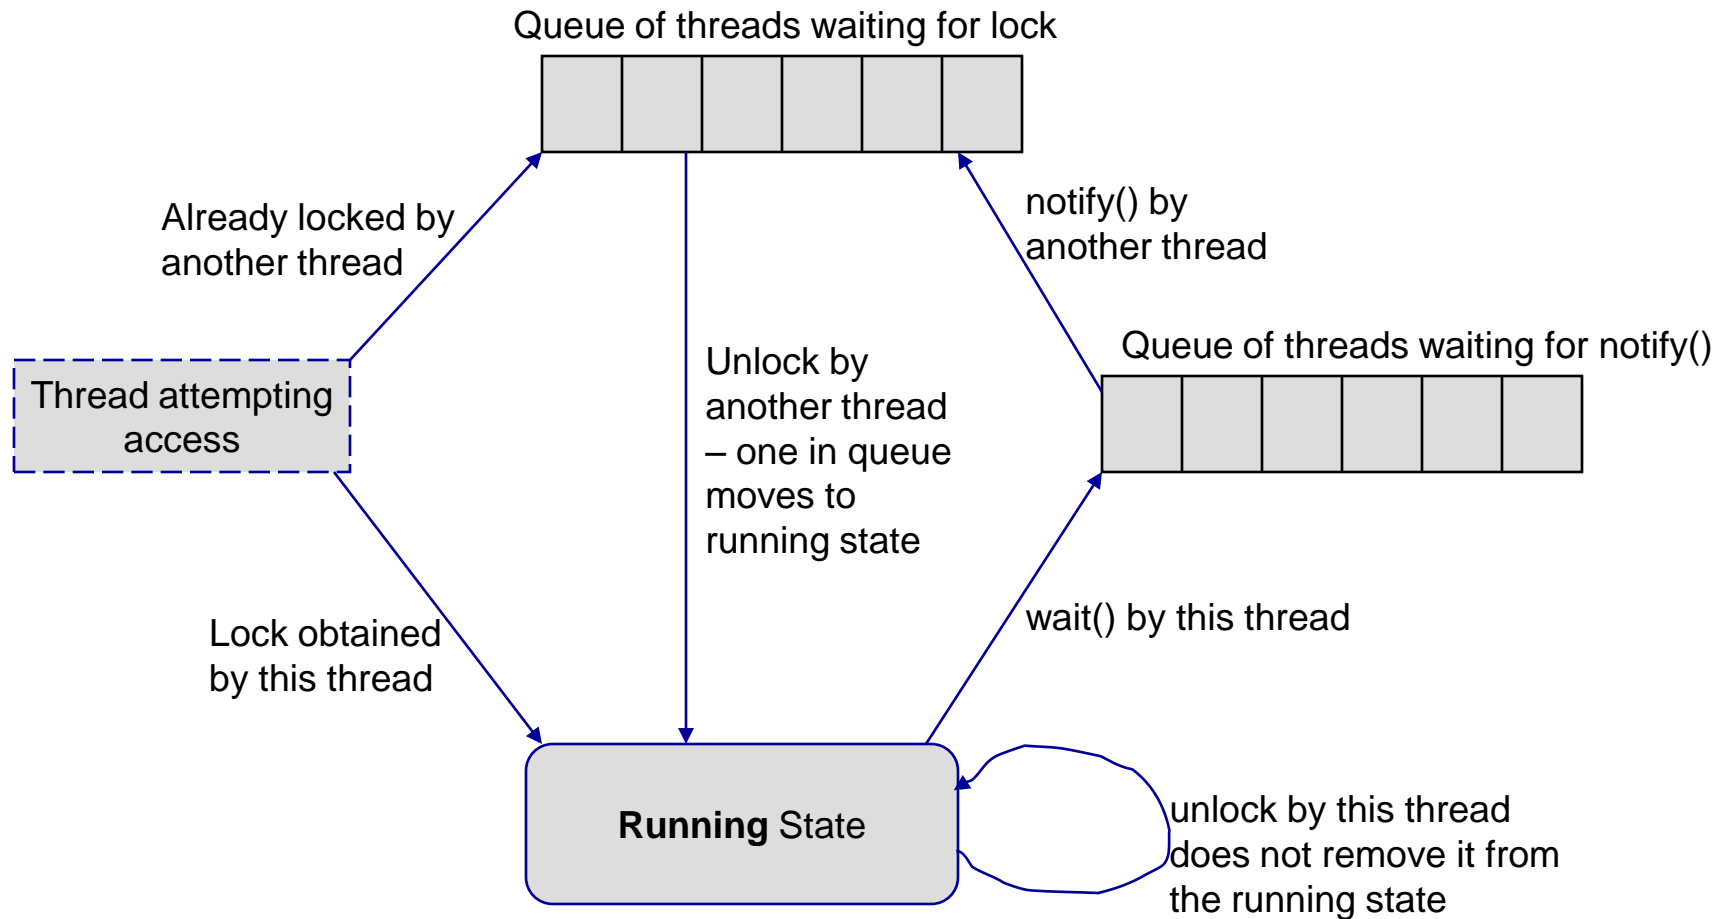 Queue of threads waiting for lock
Already locked by
another thread
notify() by
another thread
Thread attempting
access
Unlock by
another thread
– one in queue
moves to
running state
Queue of threads waiting for notify()
Lock obtained
by this thread
wait() by this thread
Running State
unlock by this thread
does not remove it from
the running state